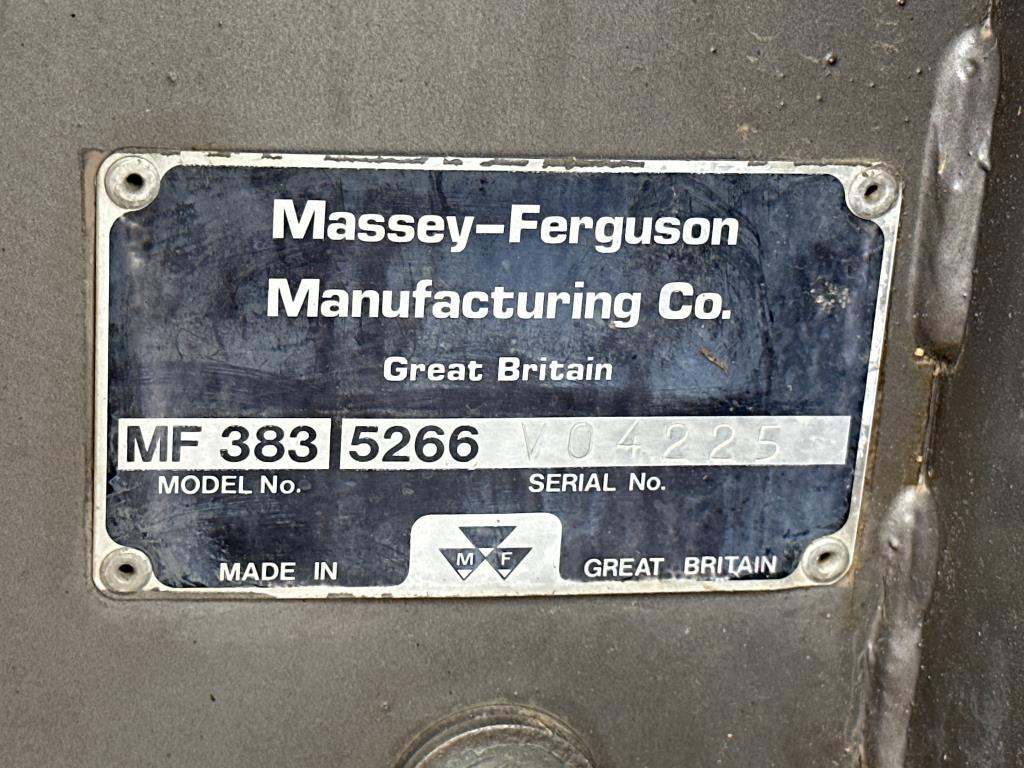 Massey-Ferguson
Manufacturing Co.
Great Britain
MF 383 5266 V04225
MODEL No. SERIAL No.
MADE IN M F GREAT BRITAIN